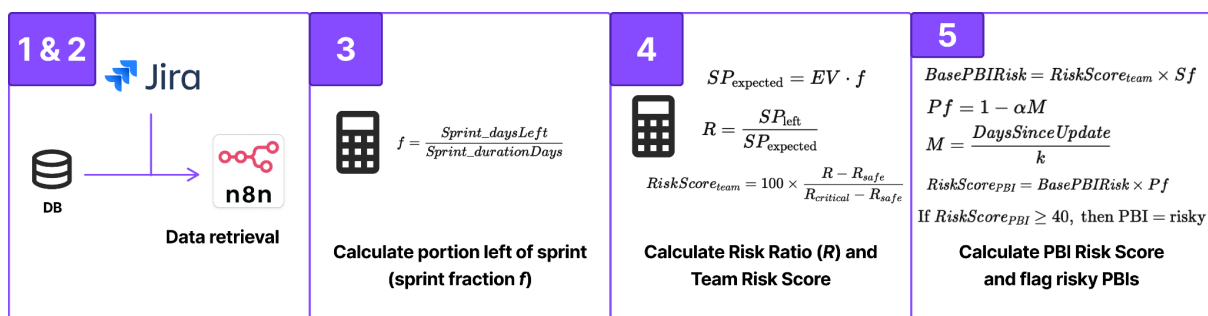 1 & 2
Jira
DB
n8n
Data retrieval
3
f = Sprint_daysLeft / Sprint_durationDays
Calculate portion left of sprint
(sprint fraction f)
4
SP_expected = EV · f
R = SP_left / SP_expected
RiskScore_team = 100 × (R − R_safe) / (R_critical − R_safe)
Calculate Risk Ratio (R) and
Team Risk Score
5
BasePBIRisk = RiskScore_team × Sf
Pf = 1 − αM
M = DaysSinceUpdate / k
RiskScore_PBI = BasePBIRisk × Pf
If RiskScore_PBI ≥ 40, then PBI = risky
Calculate PBI Risk Score
and flag risky PBIs